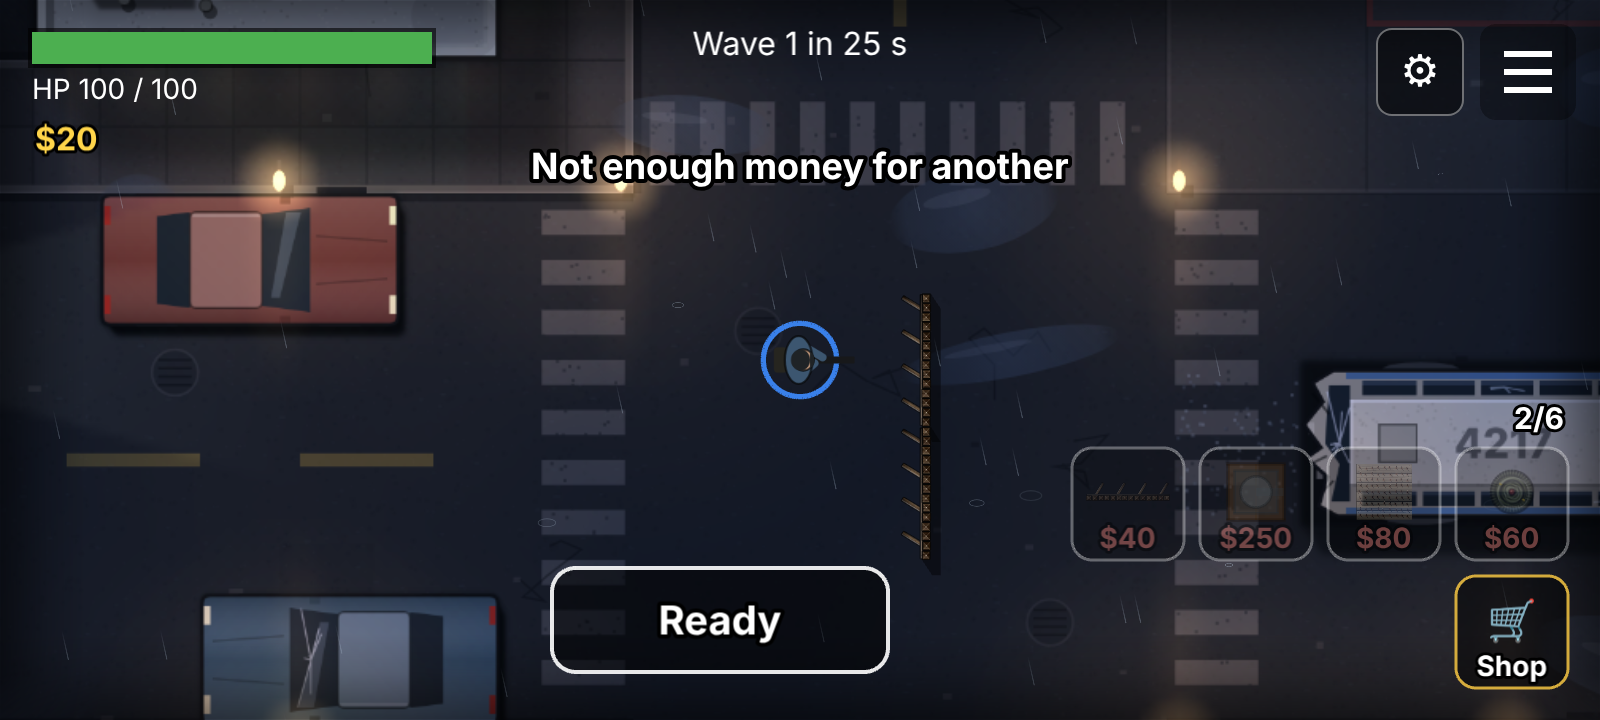 Wave 1 in 25 s
HP 100 / 100
$20
Not enough money for another
2/6
4217
$40
$250
$80
$60
Ready
Shop